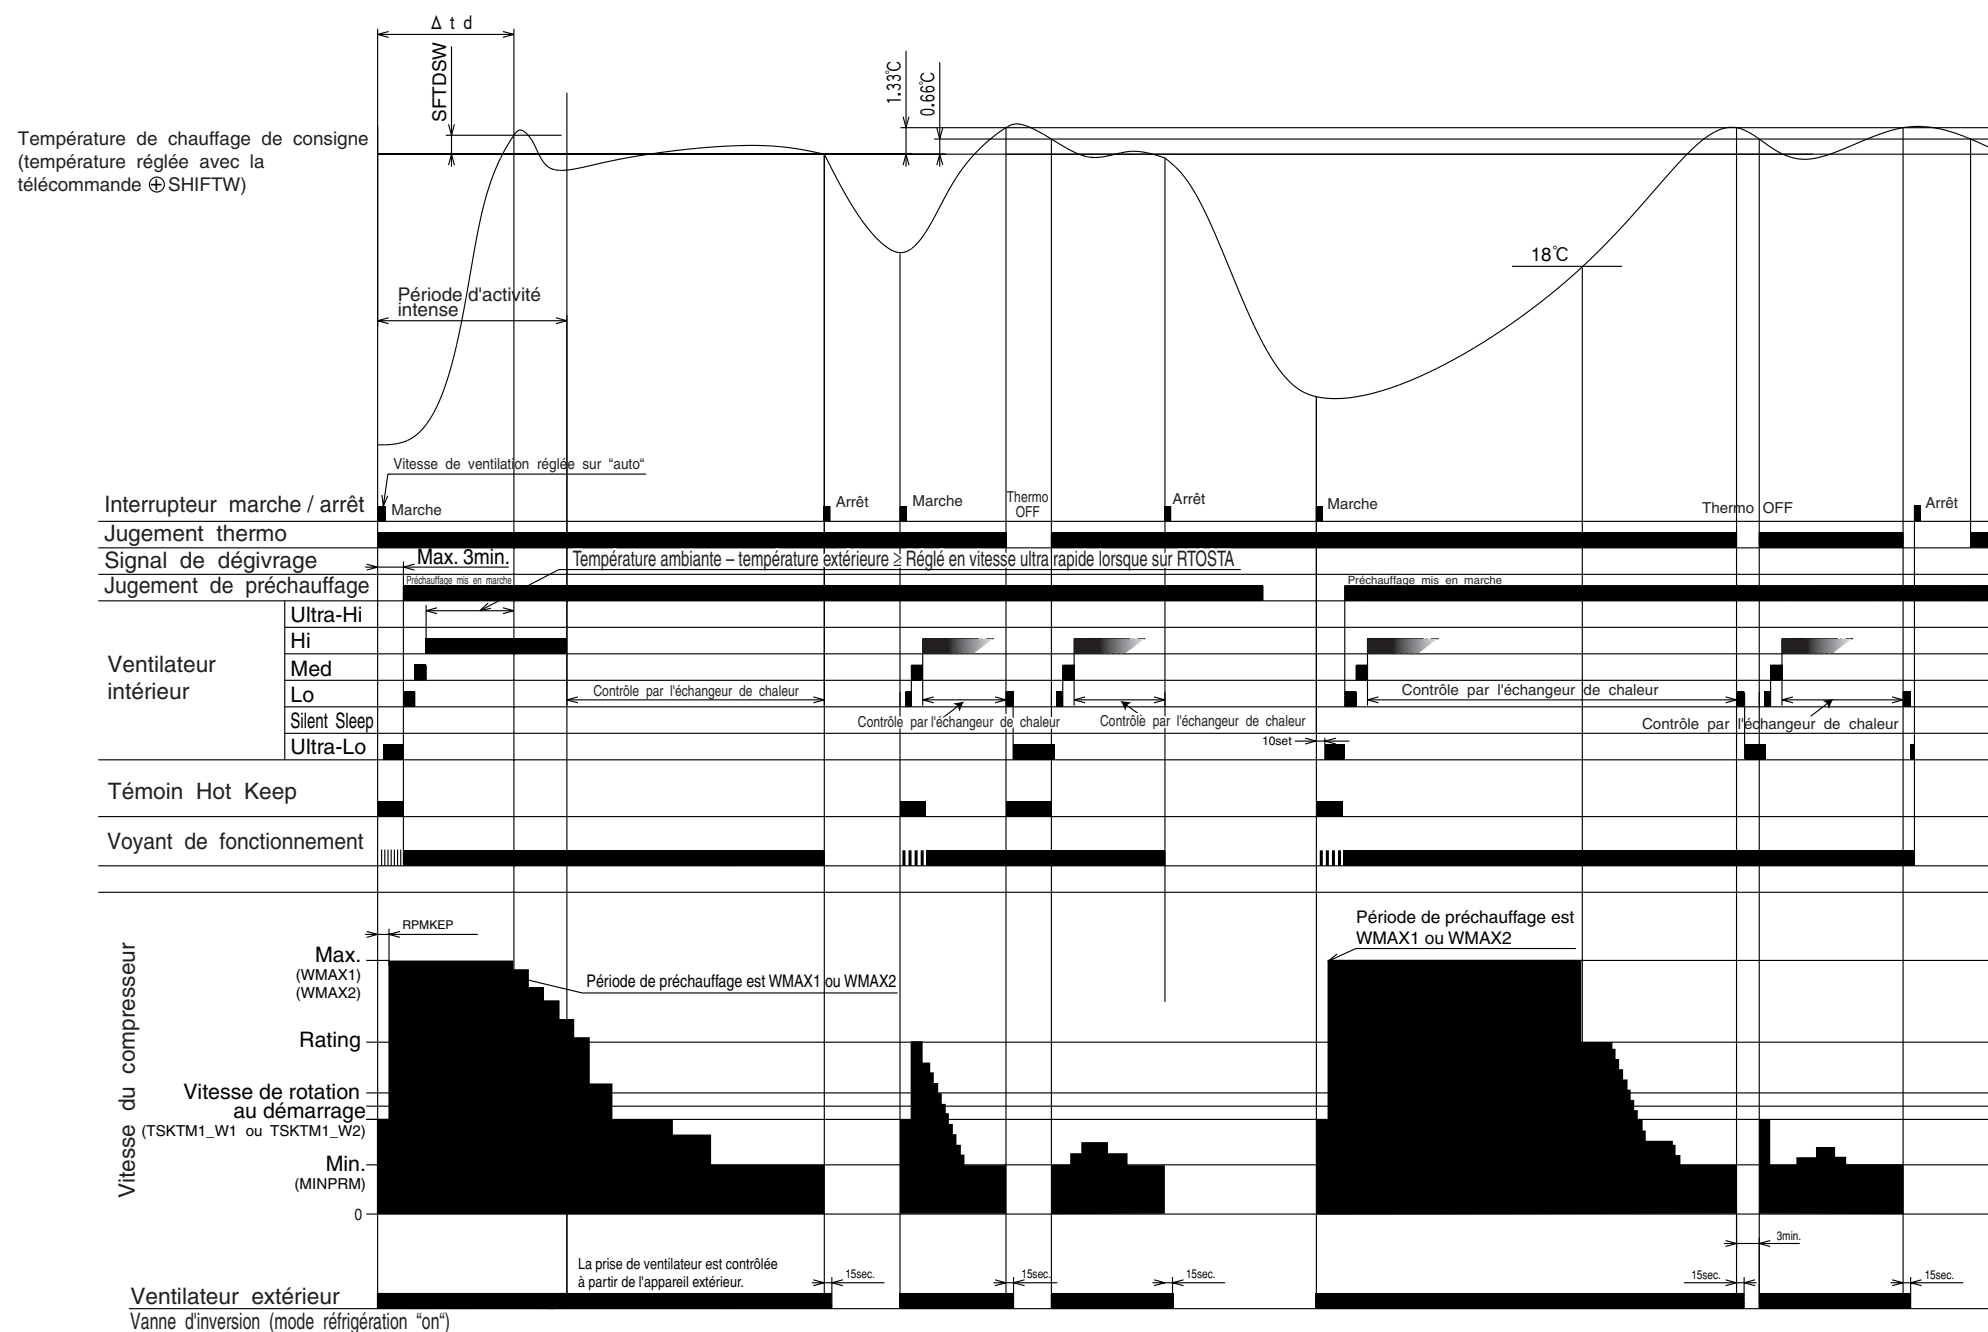 Δ t d
SFTDSW
1.33℃
0.66℃
Température de chauffage de consigne
(température réglée avec la
télécommande ⊕ SHIFTW)
18℃
Période d'activité
intense
Vitesse de ventilation réglée sur “auto“
Interrupteur marche / arrêt
Marche
Arrêt
Marche
Thermo
OFF
Arrêt
Marche
Thermo OFF
Arrêt
Jugement thermo
Signal de dégivrage
Max. 3min.
Température ambiante – température extérieure ≥ Réglé en vitesse ultra rapide lorsque sur RTOSTA
Jugement de préchauffage
Préchauffage mis en marche
Préchauffage mis en marche
Ventilateur
intérieur
Ultra-Hi
Hi
Med
Lo
Contrôle par l'échangeur de chaleur
Contrôle par l'échangeur de chaleur
Silent Sleep
Contrôle par l'échangeur de chaleur
Contrôle par l'échangeur de chaleur
Contrôle par l'échangeur de chaleur
Ultra-Lo
10set
Témoin Hot Keep
Voyant de fonctionnement
Vitesse du compresseur
RPMKEP
Période de préchauffage est
WMAX1 ou WMAX2
Max.
(WMAX1)
(WMAX2)
Période de préchauffage est WMAX1 ou WMAX2
Rating
Vitesse de rotation
au démarrage
(TSKTM1_W1 ou TSKTM1_W2)
Min.
(MINPRM)
0
3min.
La prise de ventilateur est contrôlée
à partir de l'appareil extérieur.
15sec.
15sec.
15sec.
15sec.
15sec.
Ventilateur extérieur
Vanne d'inversion (mode réfrigération “on“)